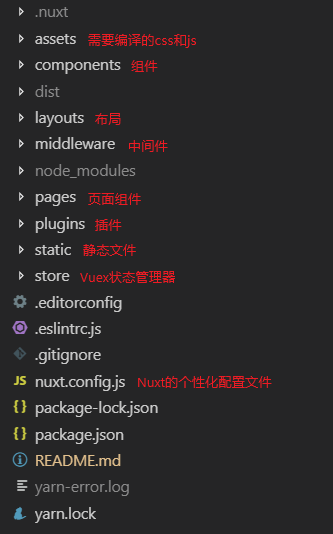 .nuxt
assets 需要编译的css和js
components 组件
dist
layouts 布局
middleware 中间件
node_modules
pages 页面组件
plugins 插件
static 静态文件
store Vuex状态管理器
.editorconfig
.eslintrc.js
.gitignore
JS nuxt.config.js Nuxt的个性化配置文件
{ } package-lock.json
{ } package.json
README.md
yarn-error.log
yarn.lock